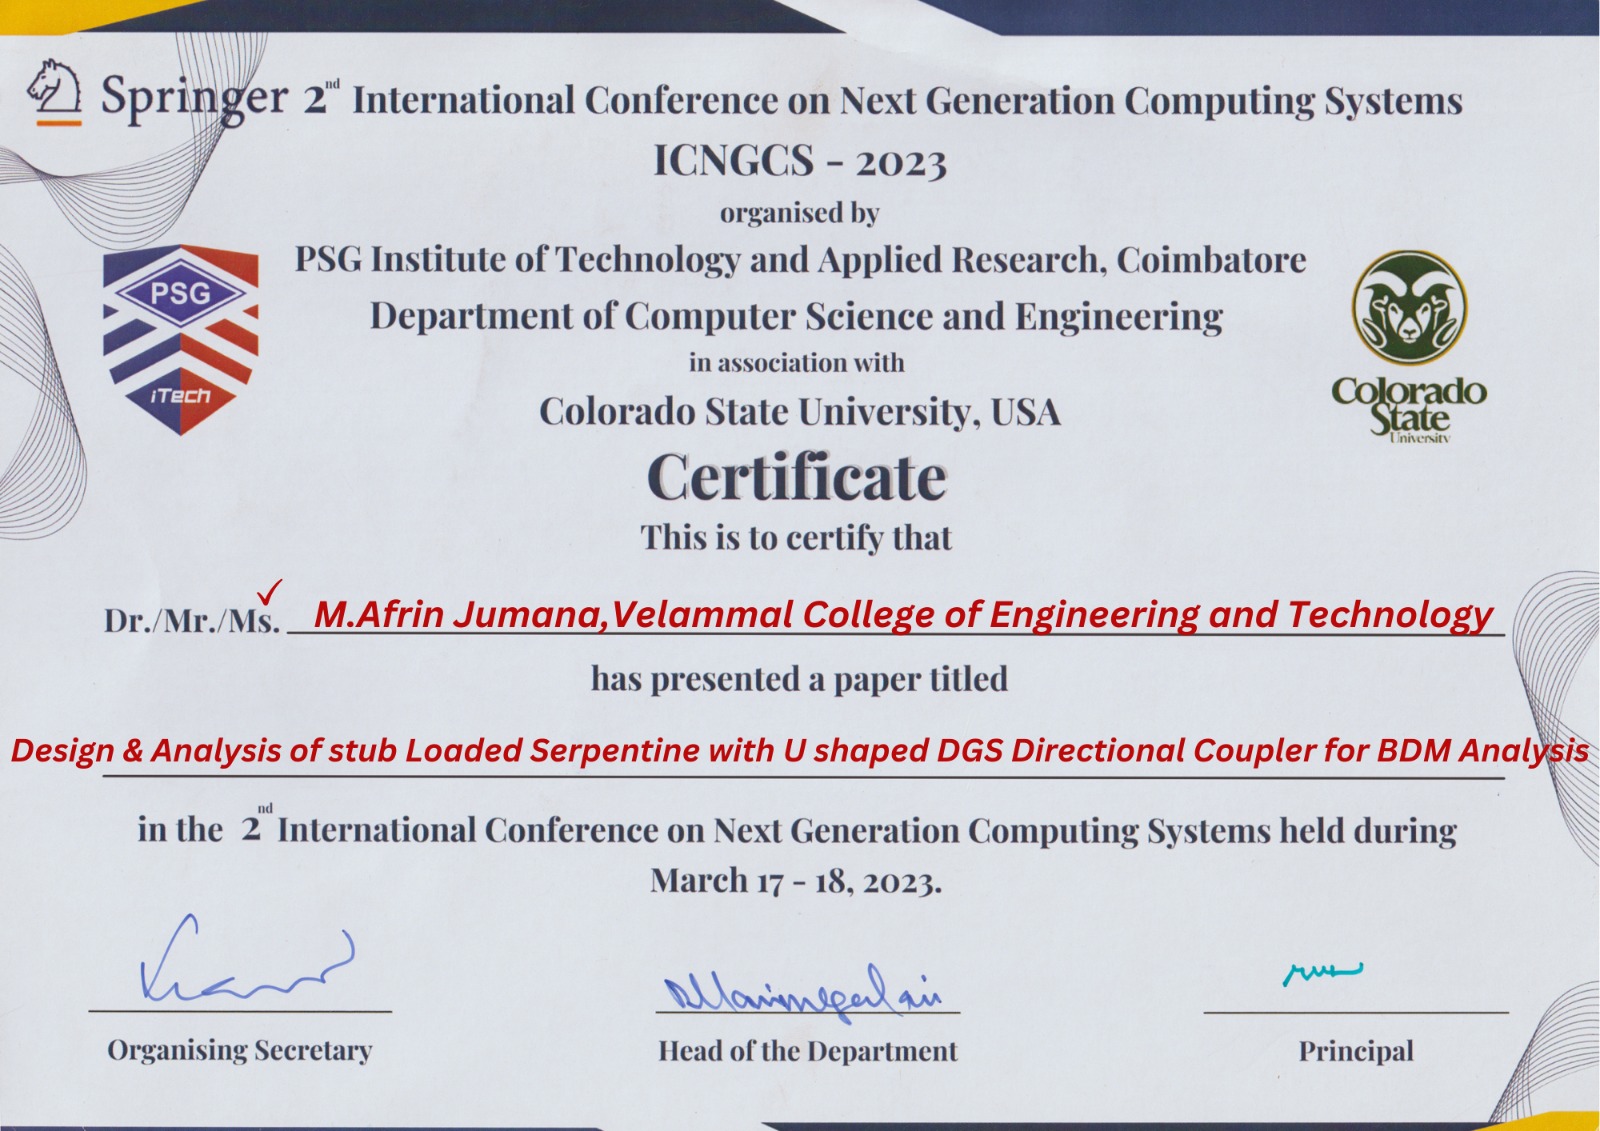 Springer 2nd International Conference on Next Generation Computing Systems
ICNGCS - 2023
organised by
PSG Institute of Technology and Applied Research, Coimbatore
Department of Computer Science and Engineering
in association with
Colorado State University, USA
PSG
iTech
Colorado
State
University
Certificate
This is to certify that
Dr./Mr./Ms. M.Afrin Jumana,Velammal College of Engineering and Technology
has presented a paper titled
Design & Analysis of stub Loaded Serpentine with U shaped DGS Directional Coupler for BDM Analysis
in the 2nd International Conference on Next Generation Computing Systems held during
March 17 - 18, 2023.
Organising Secretary
Head of the Department
Principal